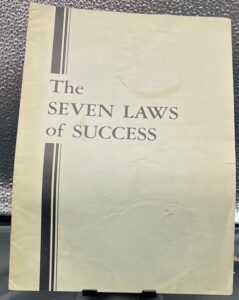 The
SEVEN LAWS
of SUCCESS